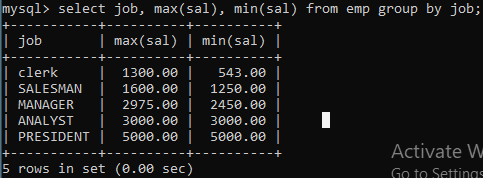 mysql> select job, max(sal), min(sal) from emp group by job;
+-----------+----------+----------+
| job       | max(sal) | min(sal) |
+-----------+----------+----------+
| clerk     |  1300.00 |   543.00 |
| SALESMAN  |  1600.00 |  1250.00 |
| MANAGER   |  2975.00 |  2450.00 |
| ANALYST   |  3000.00 |  3000.00 |
| PRESIDENT |  5000.00 |  5000.00 |
+-----------+----------+----------+
5 rows in set (0.00 sec)
Activate W
Go to Settings